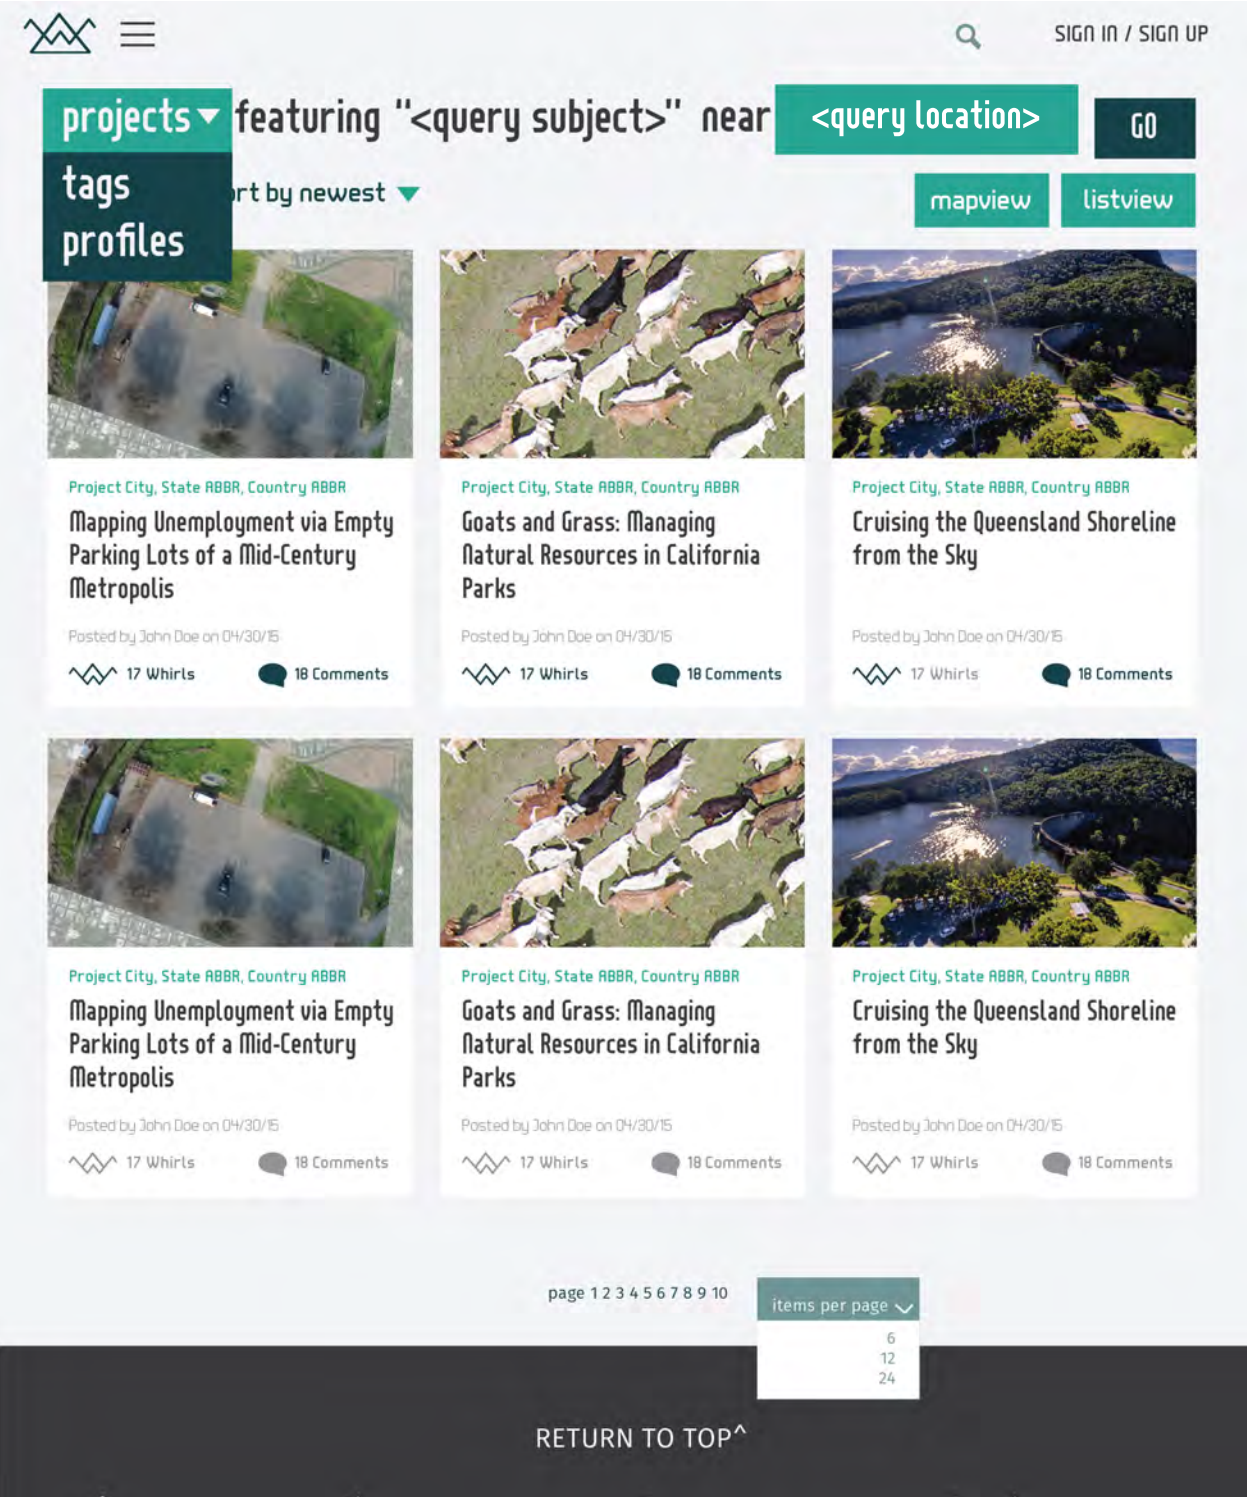 SIGN IN / SIGN UP
projects featuring "<query subject>" near <query location> GO
tags
profiles
by newest
mapview
listview
Project City, State ABBR, Country ABBR
Mapping Unemployment via Empty
Parking Lots of a Mid-Century
Metropolis
Posted by John Doe on 04/30/15
17 Whirls
18 Comments
Project City, State ABBR, Country ABBR
Goats and Grass: Managing
Natural Resources in California
Parks
Posted by John Doe on 04/30/15
17 Whirls
18 Comments
Project City, State ABBR, Country ABBR
Cruising the Queensland Shoreline
from the Sky
Posted by John Doe on 04/30/15
17 Whirls
18 Comments
Project City, State ABBR, Country ABBR
Mapping Unemployment via Empty
Parking Lots of a Mid-Century
Metropolis
Posted by John Doe on 04/30/15
17 Whirls
18 Comments
Project City, State ABBR, Country ABBR
Goats and Grass: Managing
Natural Resources in California
Parks
Posted by John Doe on 04/30/15
17 Whirls
18 Comments
Project City, State ABBR, Country ABBR
Cruising the Queensland Shoreline
from the Sky
Posted by John Doe on 04/30/15
17 Whirls
18 Comments
page 1 2 3 4 5 6 7 8 9 10
items per page
6
12
24
RETURN TO TOP^